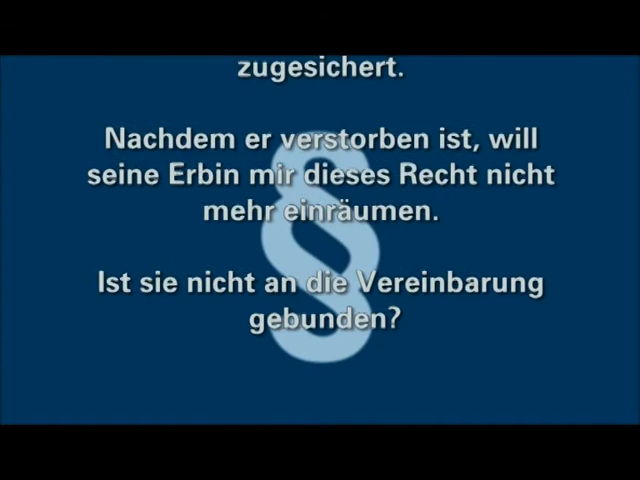 zugesichert.
Nachdem er verstorben ist, will
seine Erbin mir dieses Recht nicht
mehr einräumen.
Ist sie nicht an die Vereinbarung
gebunden?
§